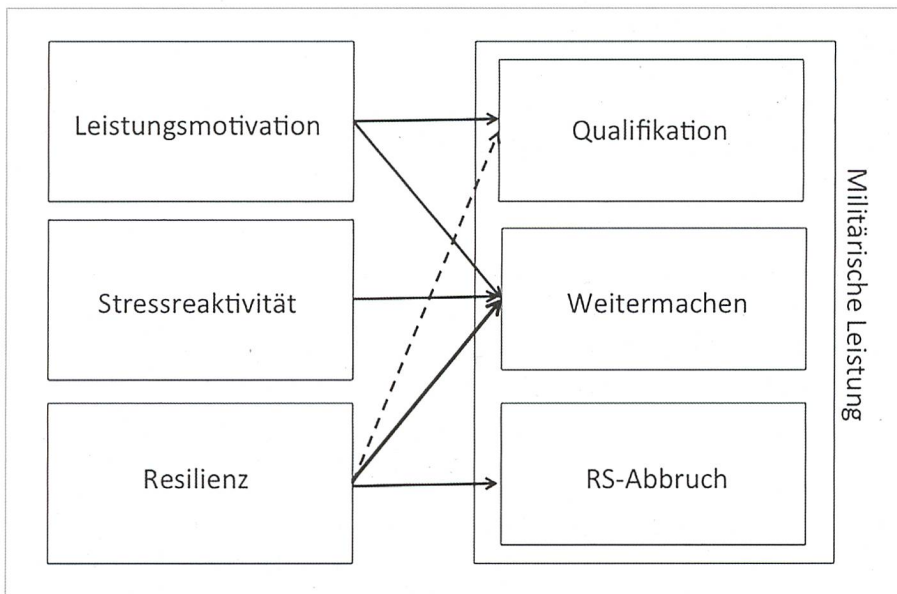 Leistungsmotivation
Stressreaktivität
Resilienz
Qualifikation
Weitermachen
RS-Abbruch
Militärische Leistung